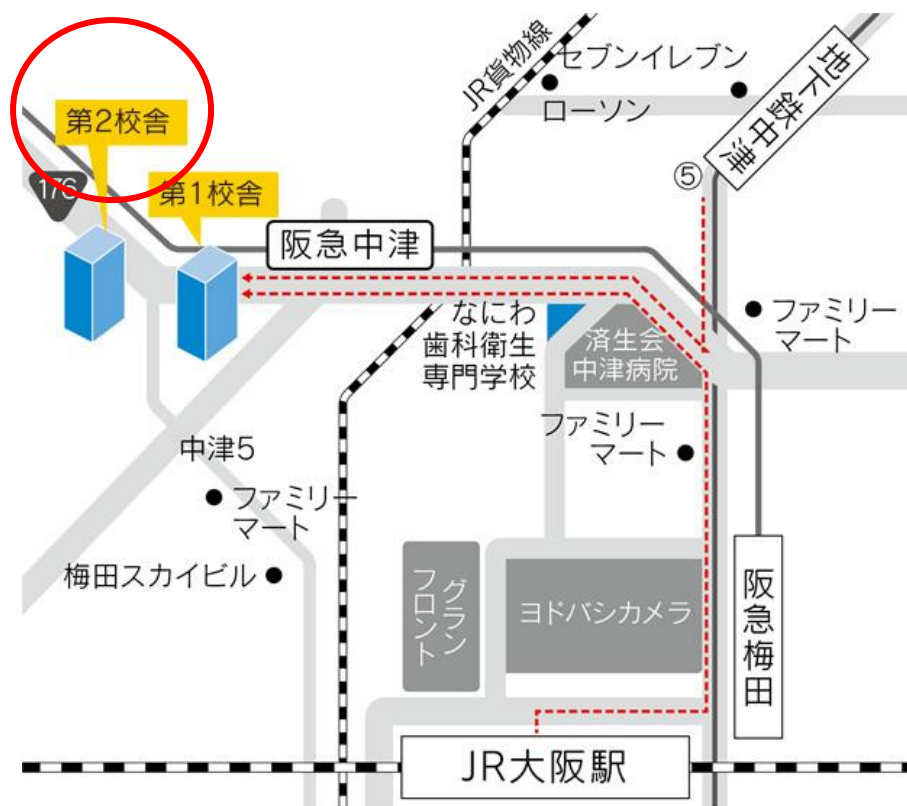 JR貨物線
セブンイレブン
ローソン
地下鉄中津
⑤
第2校舎
176
第1校舎
阪急中津
ファミリー
マート
なにわ
歯科衛生
専門学校
済生会
中津病院
ファミリー
マート
中津5
ファミリー
マート
梅田スカイビル
グラン
フロント
ヨドバシカメラ
阪急梅田
JR大阪駅